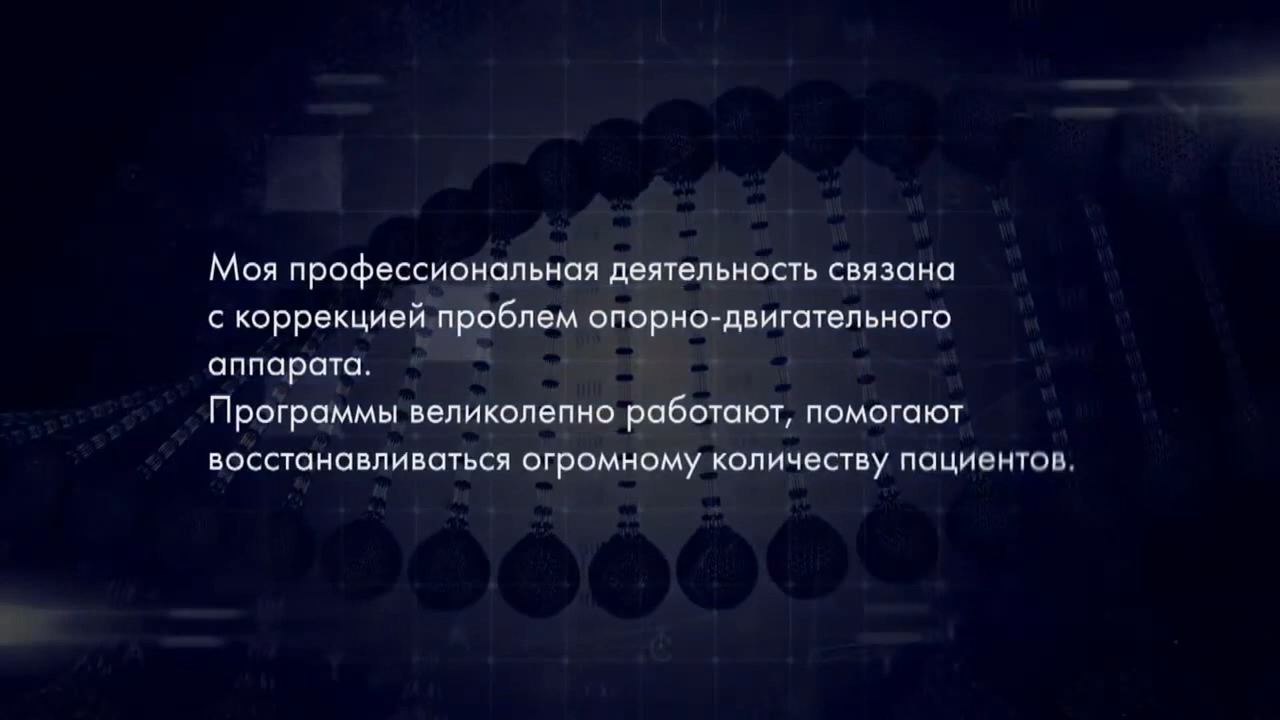 Моя профессиональная деятельность связана
с коррекцией проблем опорно-двигательного
аппарата.
Программы великолепно работают, помогают
восстанавливаться огромному количеству пациентов.